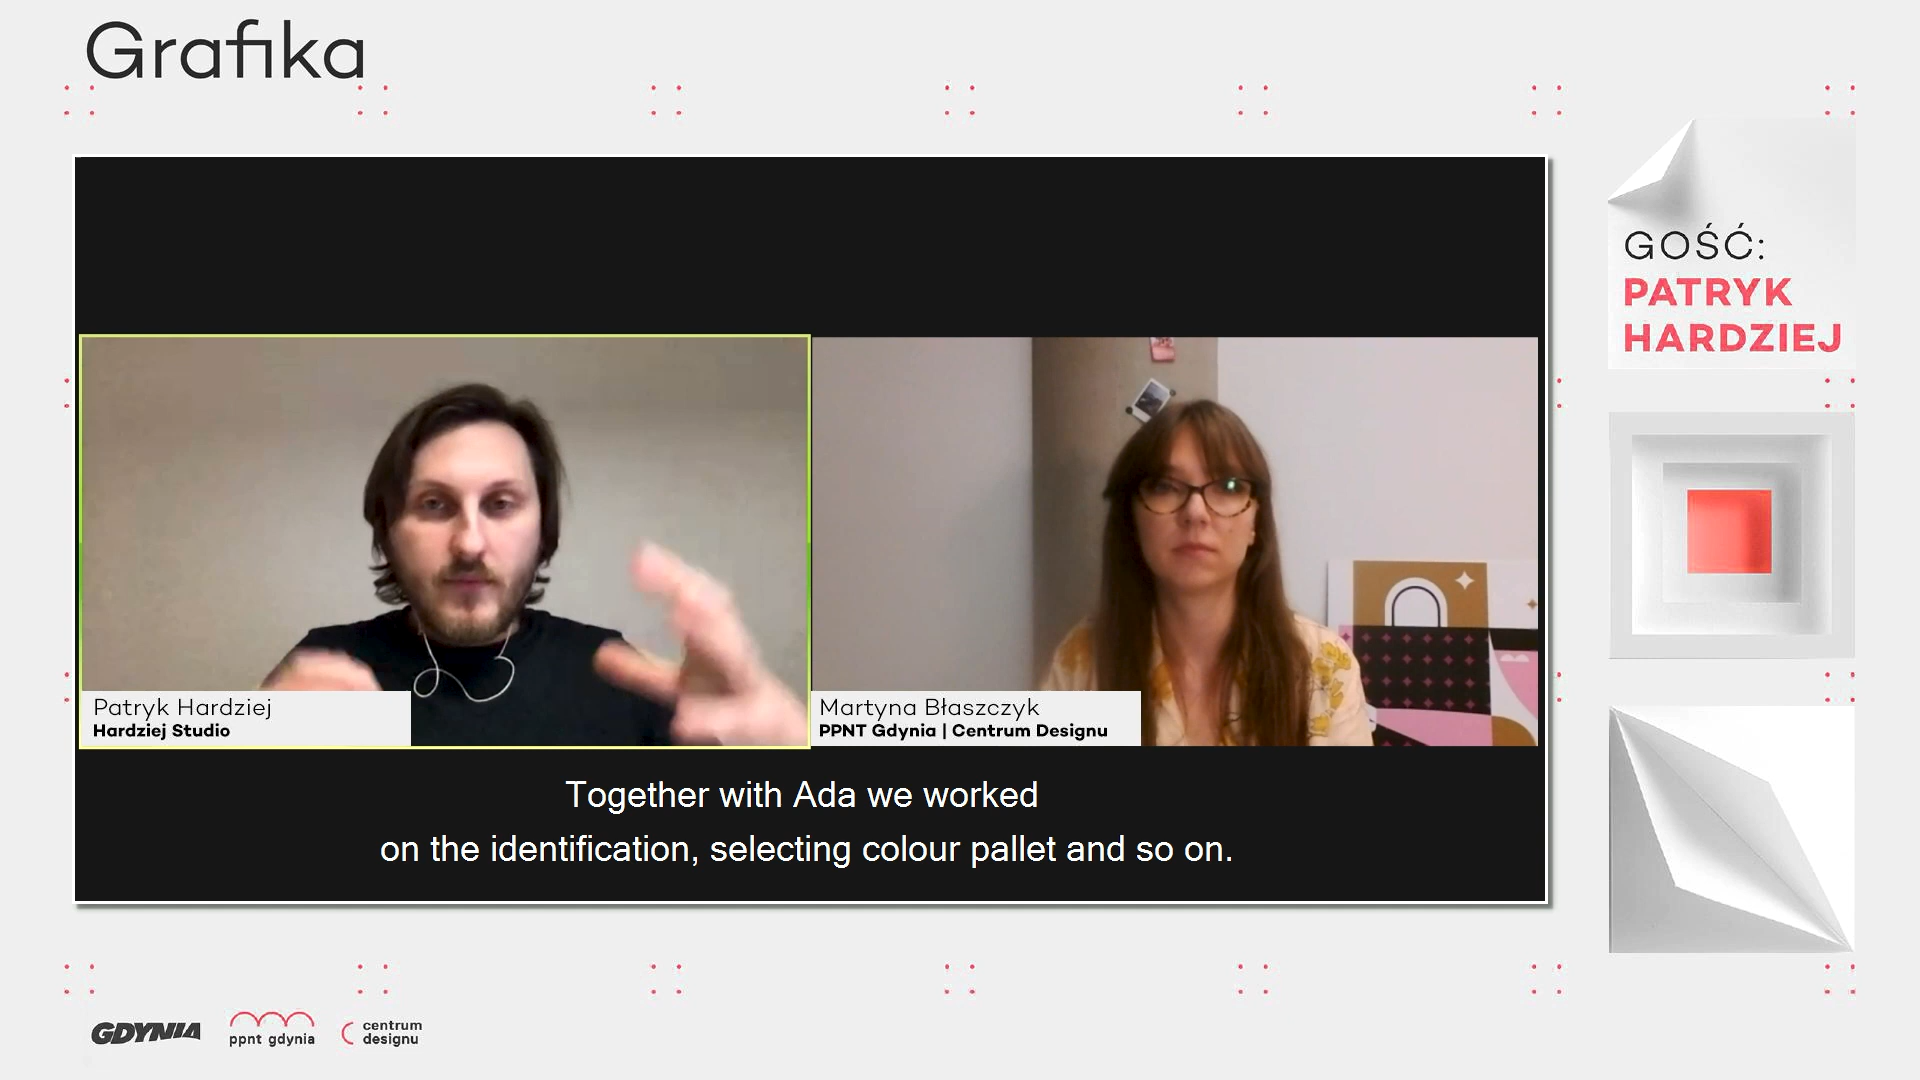 Grafika
GOŚĆ:
PATRYK
HARDZIEJ
Patryk Hardziej
Hardziej Studio
Martyna Błaszczyk
PPNT Gdynia | Centrum Designu
Together with Ada we worked
on the identification, selecting colour pallet and so on.
GDYNIA
ppnt gdynia
centrum
designu